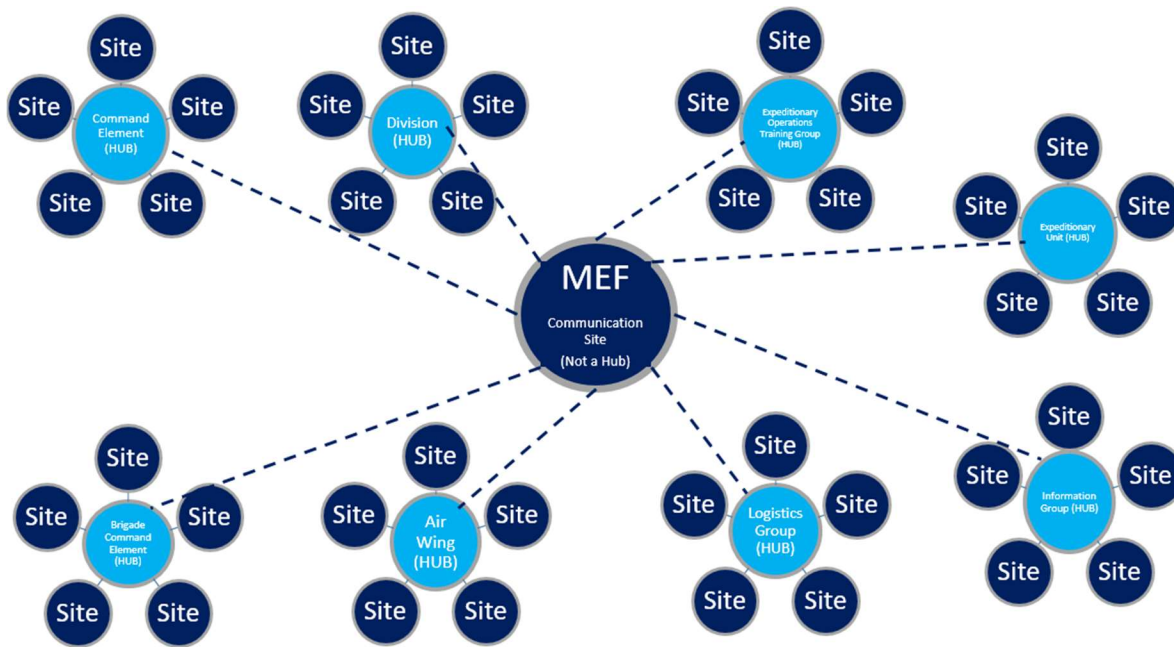 Site
Site
Site
Command
Element
(HUB)
Site
Site
Site
Site
Site
Division
(HUB)
Site
Site
Site
Site
Site
Expeditionary
Operations
Training Group
(HUB)
Site
Site
Site
Site
Site
Expeditionary
Unit (HUB)
Site
Site
MEF
Communication
Site
(Not a Hub)
Site
Site
Site
Brigade
Command
Element
(HUB)
Site
Site
Site
Site
Site
Air
Wing
(HUB)
Site
Site
Site
Site
Site
Logistics
Group
(HUB)
Site
Site
Site
Site
Site
Information
Group (HUB)
Site
Site